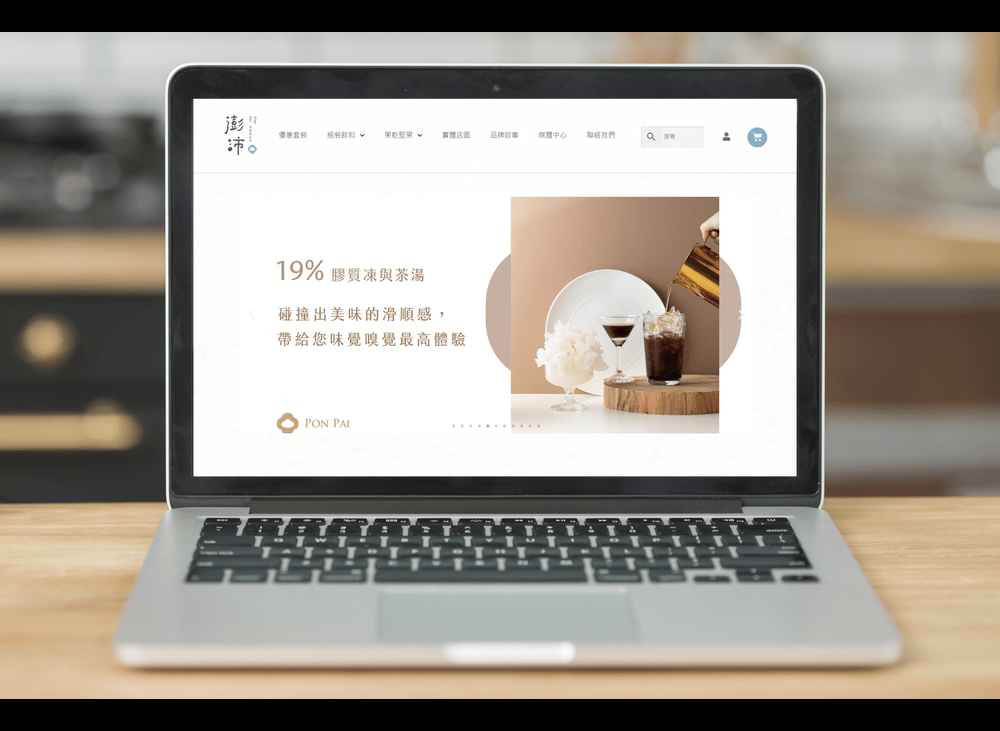 澎沛
優惠套裝 瓶裝飲料 果乾堅果 實體店面 品牌故事 媒體中心 聯絡我們 搜尋
19% 膠質凍與茶湯
碰撞出美味的滑順感，
帶給您味覺嗅覺最高體驗
PON PAI